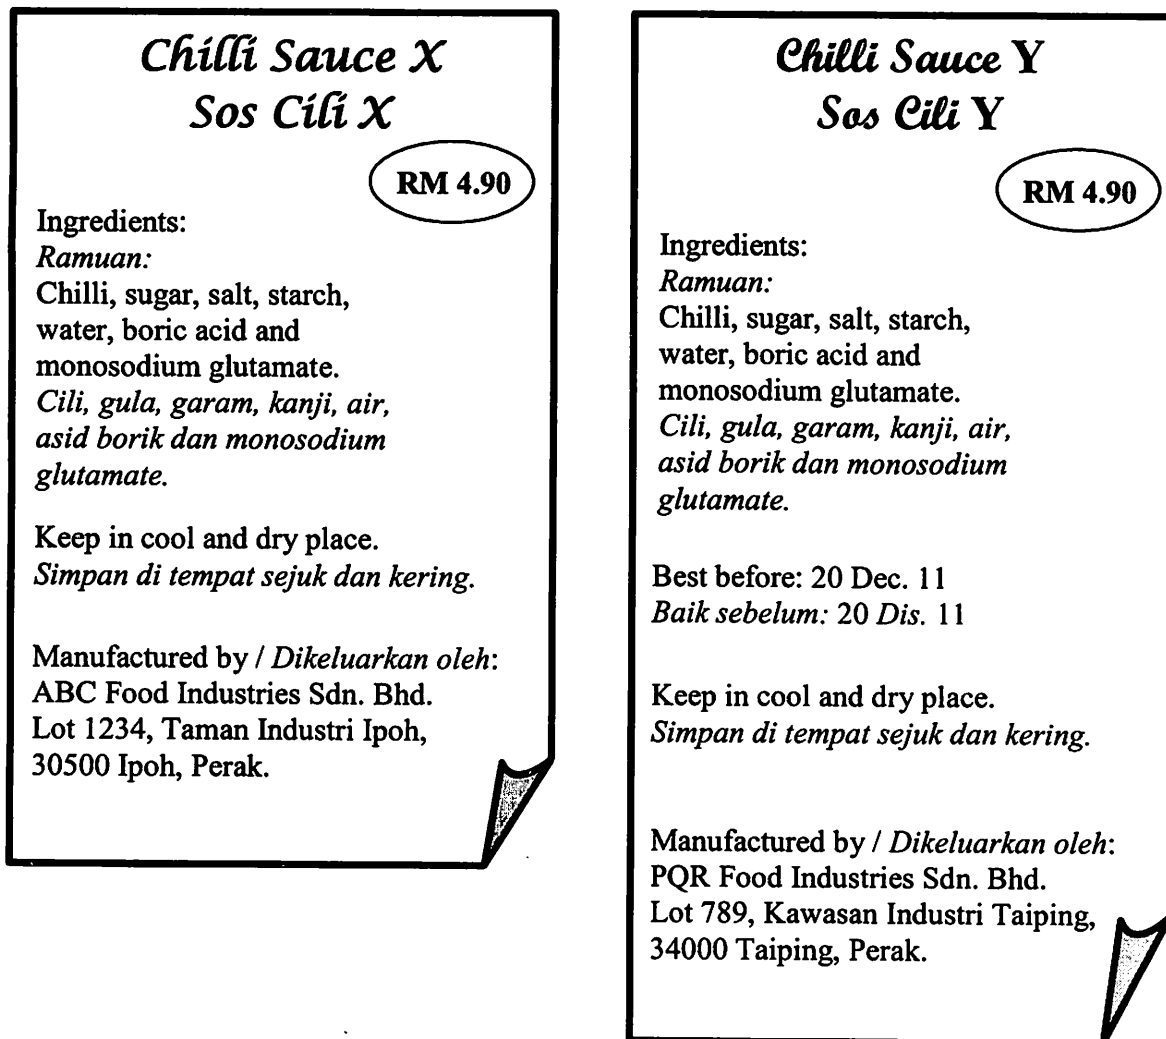 Chilli Sauce X
Sos Cili X
RM 4.90
Ingredients:
Ramuan:
Chilli, sugar, salt, starch,
water, boric acid and
monosodium glutamate.
Cili, gula, garam, kanji, air,
asid borik dan monosodium
glutamate.
Keep in cool and dry place.
Simpan di tempat sejuk dan kering.
Manufactured by / Dikeluarkan oleh:
ABC Food Industries Sdn. Bhd.
Lot 1234, Taman Industri Ipoh,
30500 Ipoh, Perak.
Chilli Sauce Y
Sos Cili Y
RM 4.90
Ingredients:
Ramuan:
Chilli, sugar, salt, starch,
water, boric acid and
monosodium glutamate.
Cili, gula, garam, kanji, air,
asid borik dan monosodium
glutamate.
Best before: 20 Dec. 11
Baik sebelum: 20 Dis. 11
Keep in cool and dry place.
Simpan di tempat sejuk dan kering.
Manufactured by / Dikeluarkan oleh:
PQR Food Industries Sdn. Bhd.
Lot 789, Kawasan Industri Taiping,
34000 Taiping, Perak.